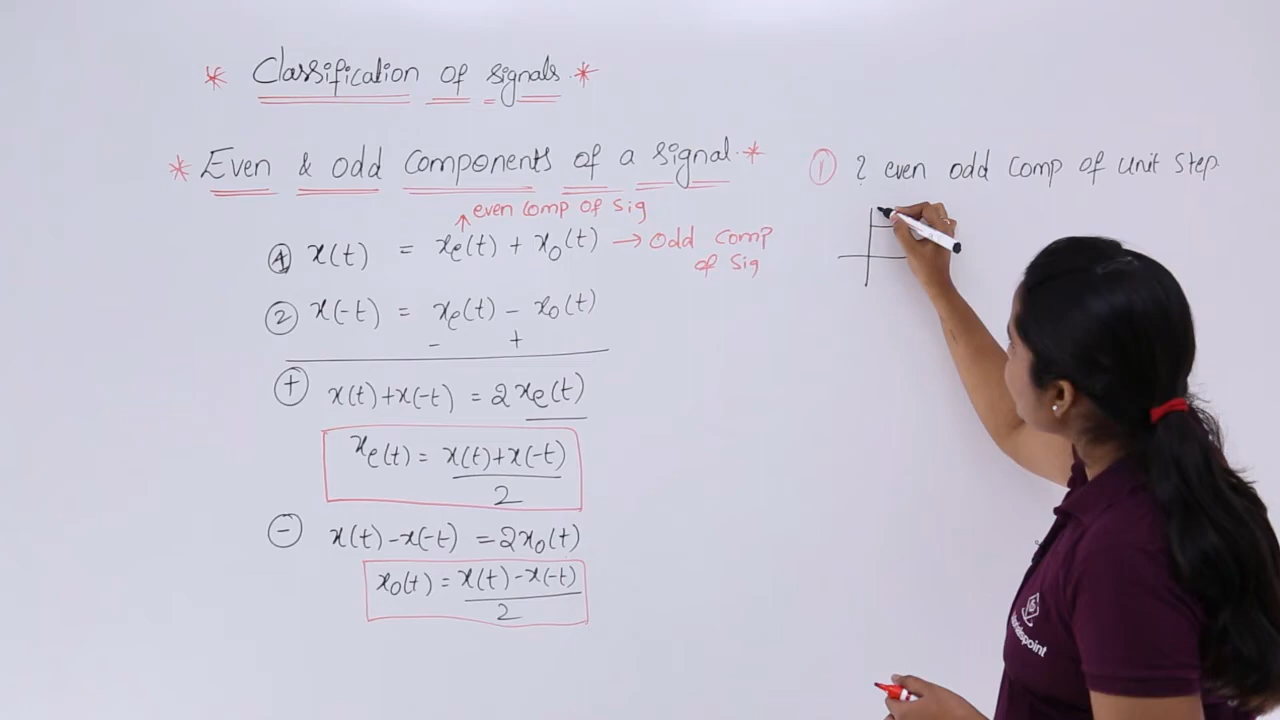 * Classification of signals *
* Even & odd components of a signal *
even comp of sig
① x(t) = xe(t) + xo(t) → odd comp
of sig
② x(-t) = xe(t) - xo(t)
- +
⊕ x(t)+x(-t) = 2xe(t)
xe(t) = x(t)+x(-t)
2
⊖ x(t)-x(-t) = 2xo(t)
xo(t) = x(t)-x(-t)
2
① ? even odd comp of unit step
tutorialspoint